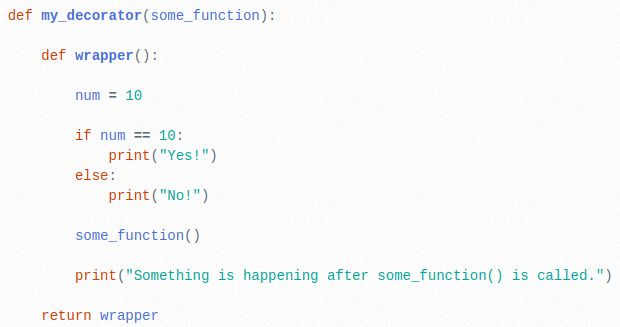 def my_decorator(some_function):
    def wrapper():
        num = 10
        if num == 10:
            print("Yes!")
        else:
            print("No!")
        some_function()
        print("Something is happening after some_function() is called.")
    return wrapper